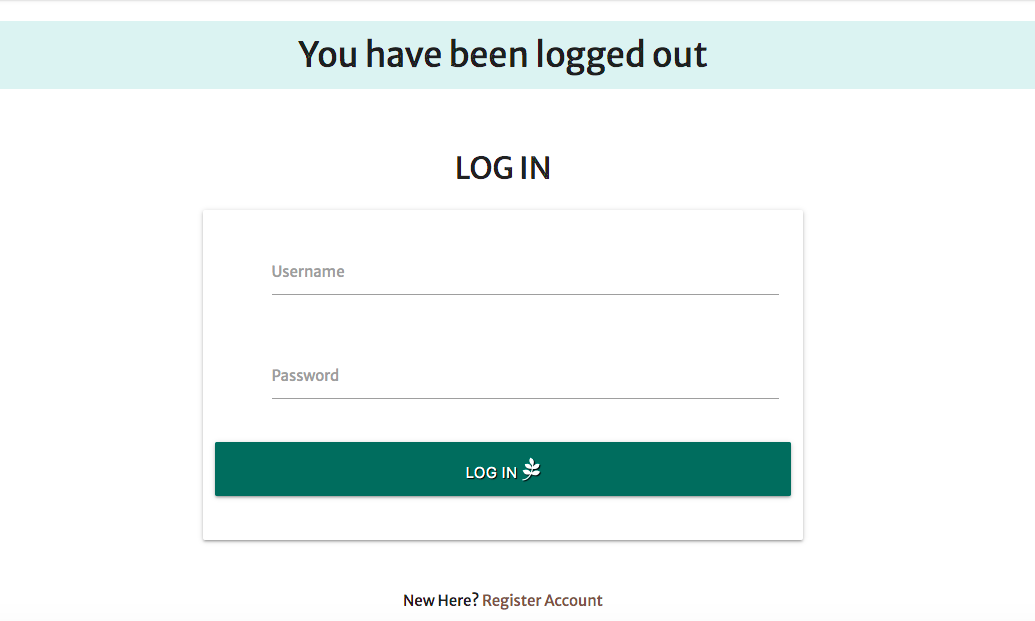 You have been logged out
LOG IN
Username
Password
LOG IN
New Here? Register Account